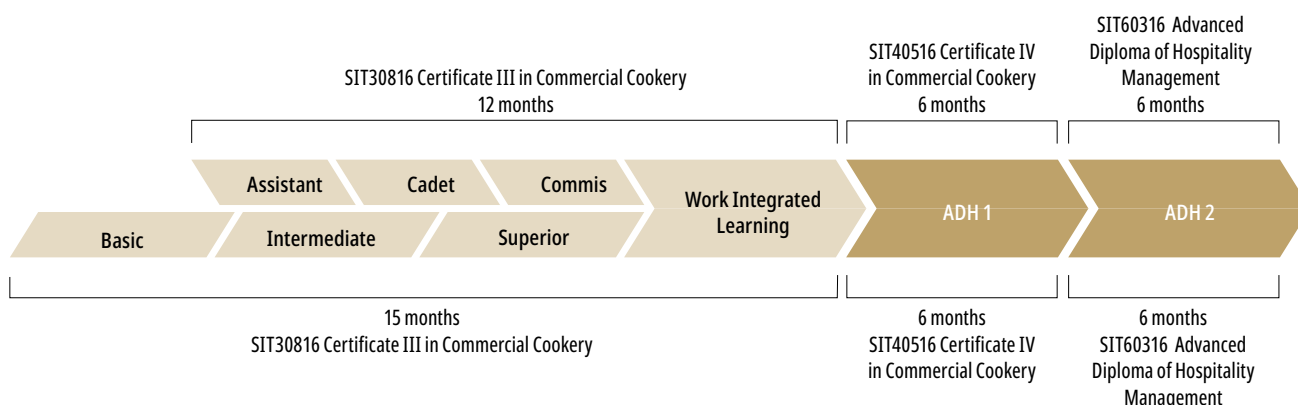 SIT30816 Certificate III in Commercial Cookery
12 months
SIT40516 Certificate IV
in Commercial Cookery
6 months
SIT60316 Advanced
Diploma of Hospitality
Management
6 months
Assistant
Cadet
Commis
Work Integrated
Learning
ADH 1
ADH 2
Basic
Intermediate
Superior
15 months
SIT30816 Certificate III in Commercial Cookery
6 months
SIT40516 Certificate IV
in Commercial Cookery
6 months
SIT60316 Advanced
Diploma of Hospitality
Management